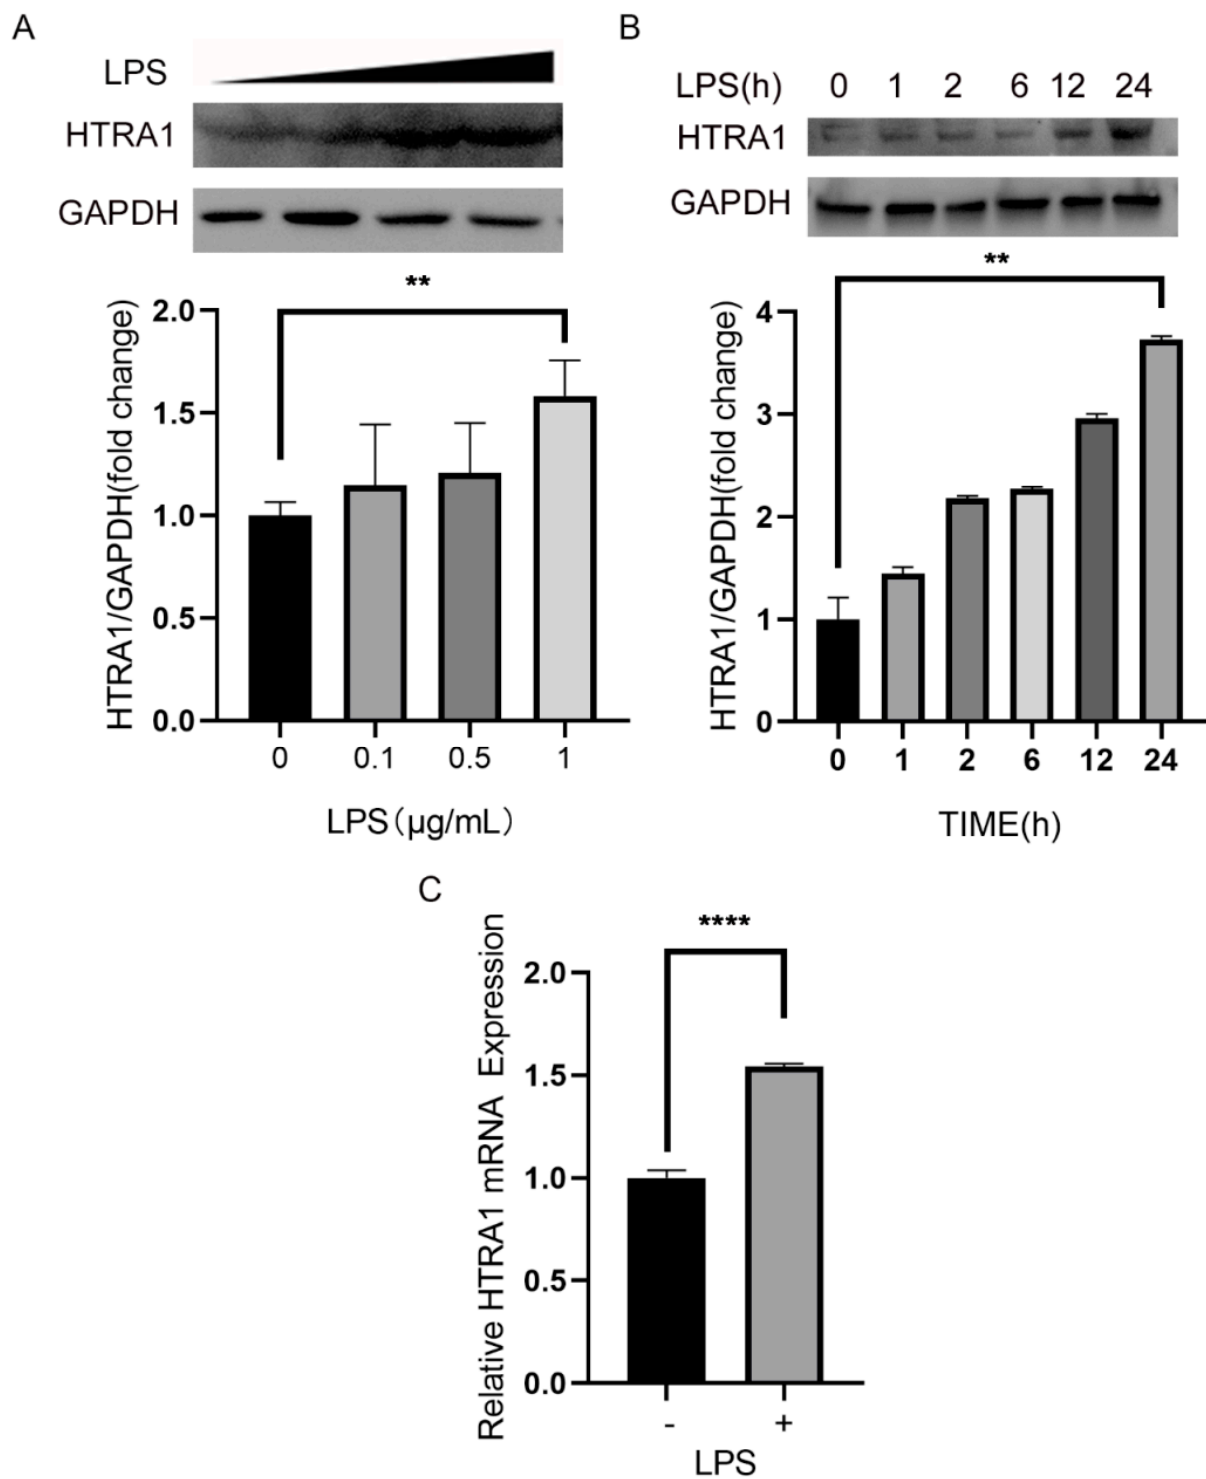 A
LPS
HTRA1
GAPDH
**
HTRA1/GAPDH(fold change)
2.0
1.5
1.0
0.5
0.0
0 0.1 0.5 1
LPS（μg/mL）
B
LPS(h) 0 1 2 6 12 24
HTRA1
GAPDH
**
HTRA1/GAPDH(fold change)
4
3
2
1
0
0 1 2 6 12 24
TIME(h)
C
****
Relative HTRA1 mRNA Expression
2.0
1.5
1.0
0.5
0.0
- +
LPS